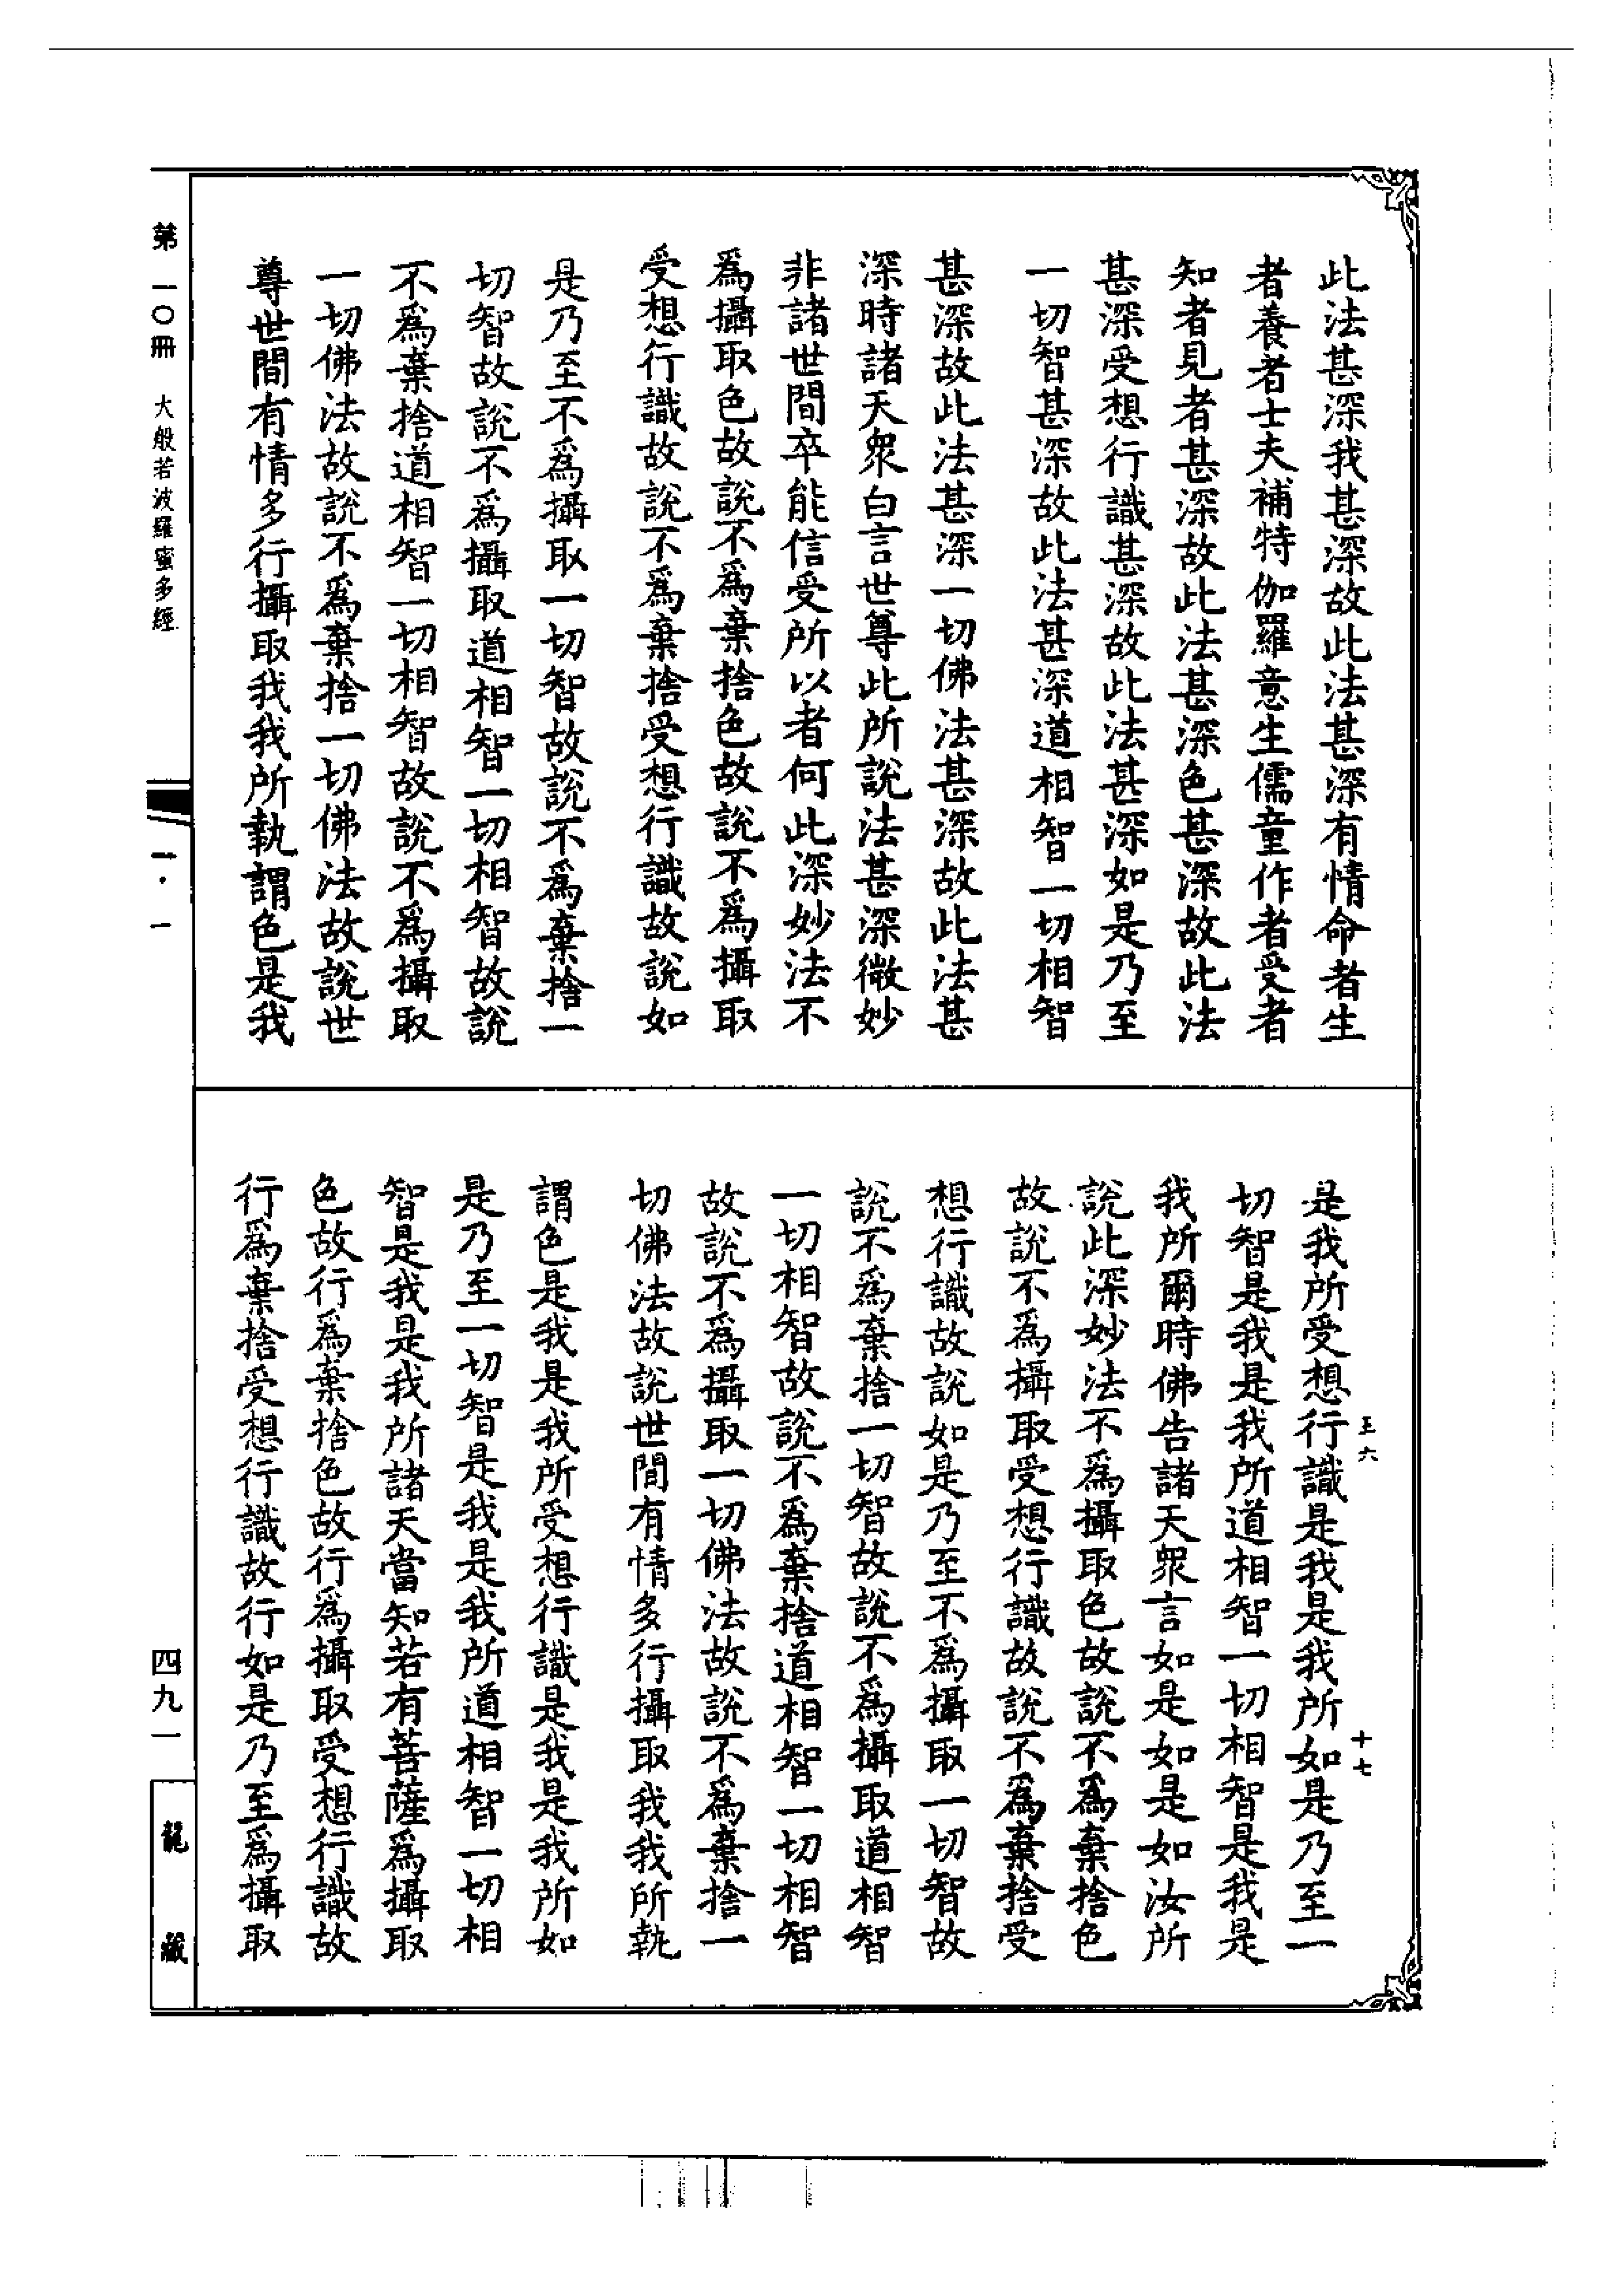 此法甚深我甚深故此法甚深有情命者生
者養者士夫補特伽羅意生儒童作者受者
知者見者甚深故此法甚深色甚深故此法
甚深受想行識甚深故此法甚深如是乃至
一切智甚深故此法甚深道相智一切相智
甚深故此法甚深一切佛法甚深故此法甚
深時諸天衆白言世尊此所說法甚深微妙
非諸世間卒能信受所以者何此深妙法不
爲攝取色故說不爲棄捨色故說不爲攝取
受想行識故說不爲棄捨受想行識故說如
是乃至不爲攝取一切智故說不爲棄捨一
切智故說不爲攝取道相智一切相智故說
不爲棄捨道相智一切相智故說不爲攝取
一切佛法故說不爲棄捨一切佛法故說世
尊世間有情多行攝取我我所執謂色是我
是我所受想行識是我是我所如是乃至一
切智是我是我所道相智一切相智是我是
我所爾時佛告諸天衆言如是如是如汝所
說此深妙法不爲攝取色故說不爲棄捨色
故說不爲攝取受想行識故說不爲棄捨受
想行識故說如是乃至不爲攝取一切智故
說不爲棄捨一切智故說不爲攝取道相智
一切相智故說不爲棄捨道相智一切相智
故說不爲攝取一切佛法故說不爲棄捨一
切佛法故說世間有情多行攝取我我所執
謂色是我是我所受想行識是我是我所如
是乃至一切智是我是我所道相智一切相
智是我是我所諸天當知若有菩薩爲攝取
色故行爲棄捨色故行爲攝取受想行識故
行爲棄捨受想行識故行如是乃至爲攝取
王六
十七
第一〇冊 大般若波羅蜜多經
一·一
四九一
龍藏